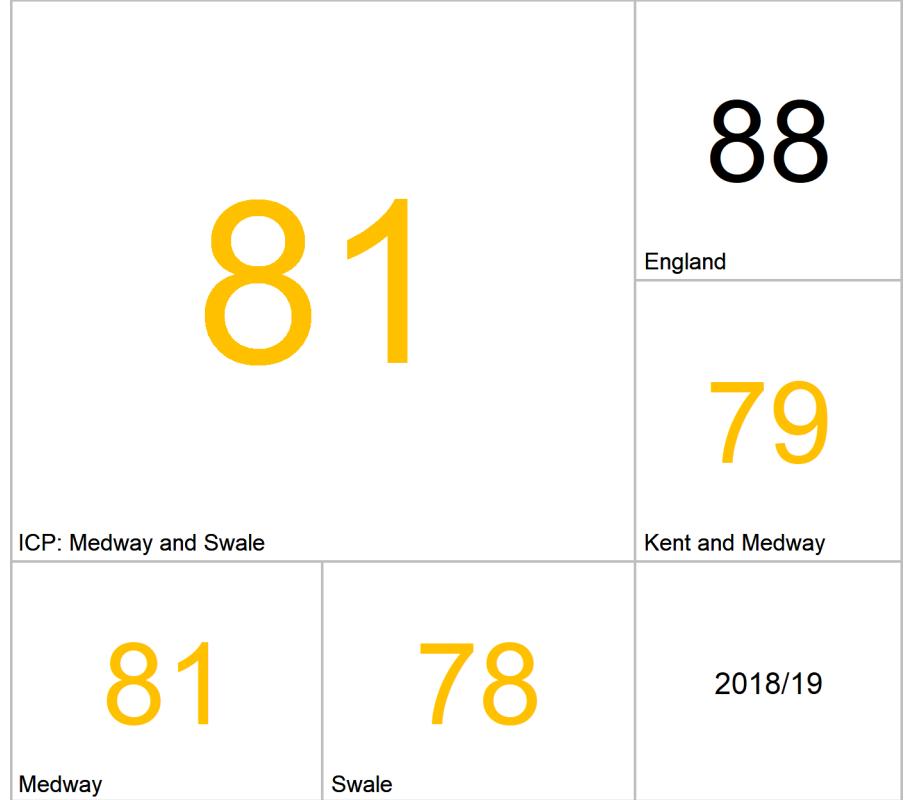 81
ICP: Medway and Swale
88
England
79
Kent and Medway
81
Medway
78
Swale
2018/19